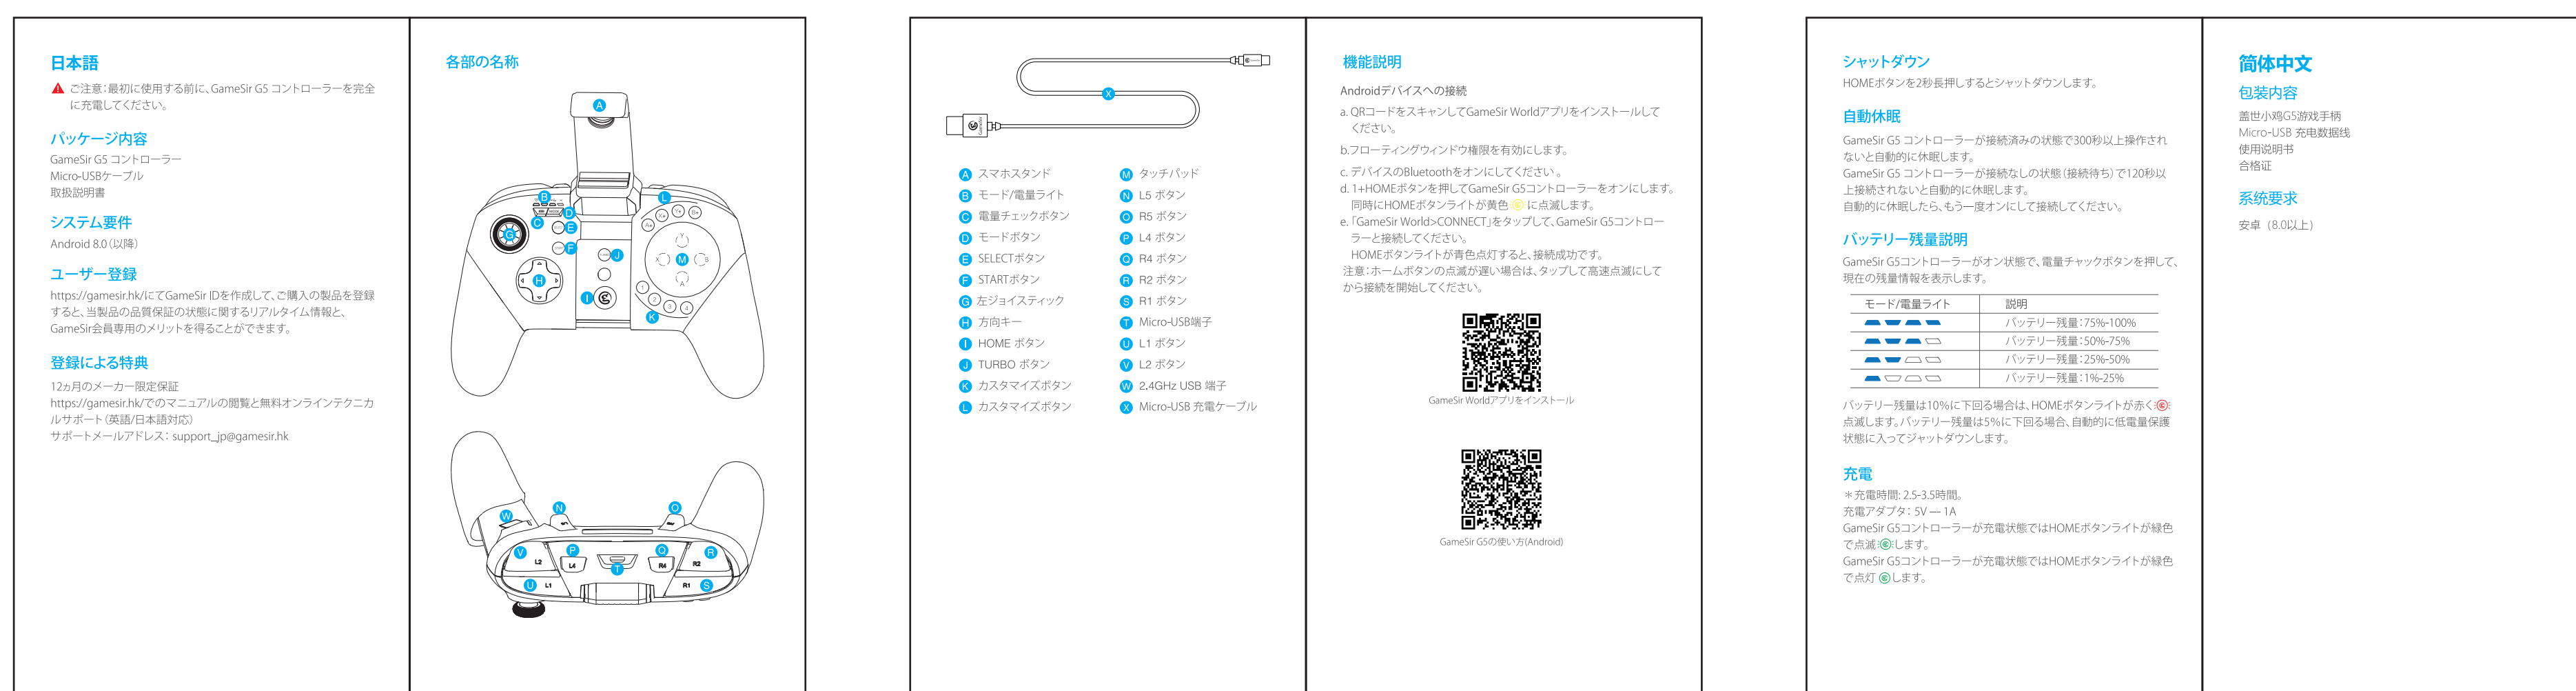 日本語
ご注意：最初に使用する前に、GameSir G5 コントローラーを完全
に充電してください。
パッケージ内容
GameSir G5 コントローラー
Micro-USBケーブル
取扱説明書
システム要件
Android 8.0（以降）
ユーザー登録
https://gamesir.hk/にてGameSir IDを作成して、ご購入の製品を登録
すると、当製品の品質保証の状態に関するリアルタイム情報と、
GameSir会員専用のメリットを得ることができます。
登録による特典
12ヵ月のメーカー限定保証
https://gamesir.hk/でのマニュアルの閲覧と無料オンラインテクニカ
ルサポート（英語/日本語対応）
サポートメールアドレス： support_jp@gamesir.hk
各部の名称
A
B
L
D
C
E
G
F
J
M
H
I
K
X
Y
B
A
1
2
3
4
W
N
O
V
P
Q
R
L2
L4
T
R4
R2
U
L1
R1
S
X
A スマホスタンド
B モード/電量ライト
C 電量チェックボタン
D モードボタン
E SELECTボタン
F STARTボタン
G 左ジョイスティック
H 方向キー
I HOME ボタン
J TURBO ボタン
K カスタマイズボタン
L カスタマイズボタン
M タッチパッド
N L5 ボタン
O R5 ボタン
P L4 ボタン
Q R4 ボタン
R R2 ボタン
S R1 ボタン
T Micro-USB端子
U L1 ボタン
V L2 ボタン
W 2.4GHz USB 端子
X Micro-USB 充電ケーブル
機能説明
Androidデバイスへの接続
a. QRコードをスキャンしてGameSir Worldアプリをインストールして
ください。
b.フローティングウィンドウ権限を有効にします。
c. デバイスのBluetoothをオンにしてください 。
d. 1+HOMEボタンを押してGameSir G5コントローラーをオンにします。
同時にHOMEボタンライトが黄色 に点滅します。
e. 「GameSir World>CONNECT」をタップして、GameSir G5コントロー
ラーと接続してください。
HOMEボタンライトが青色点灯すると、接続成功です。
注意：ホームボタンの点滅が遅い場合は、タップして高速点滅にして
から接続を開始してください。
GameSir Worldアプリをインストール
GameSir G5の使い方(Android)
シャットダウン
HOMEボタンを2秒長押しするとシャットダウンします。
自動休眠
GameSir G5 コントローラーが接続済みの状態で300秒以上操作され
ないと自動的に休眠します。
GameSir G5 コントローラーが接続なしの状態（接続待ち）で120秒以
上接続されないと自動的に休眠します。
自動的に休眠したら、もう一度オンにして接続してください。
バッテリー残量説明
GameSir G5コントローラーがオン状態で、電量チャックボタンを押して、
現在の残量情報を表示します。
モード/電量ライト 説明
バッテリー残量：75%-100%
バッテリー残量：50%-75%
バッテリー残量：25%-50%
バッテリー残量：1%-25%
バッテリー残量は10%に下回る場合は、HOMEボタンライトが赤く
点滅します。バッテリー残量は5%に下回る場合、自動的に低電量保護
状態に入ってジャットダウンします。
充電
＊充電時間: 2.5-3.5時間。
充電アダプタ： 5V --- 1A
GameSir G5コントローラーが充電状態ではHOMEボタンライトが緑色
で点滅 します。
GameSir G5コントローラーが充電状態ではHOMEボタンライトが緑色
で点灯 します。
简体中文
包装内容
盖世小鸡G5游戏手柄
Micro-USB 充电数据线
使用说明书
合格证
系统要求
安卓（8.0以上）